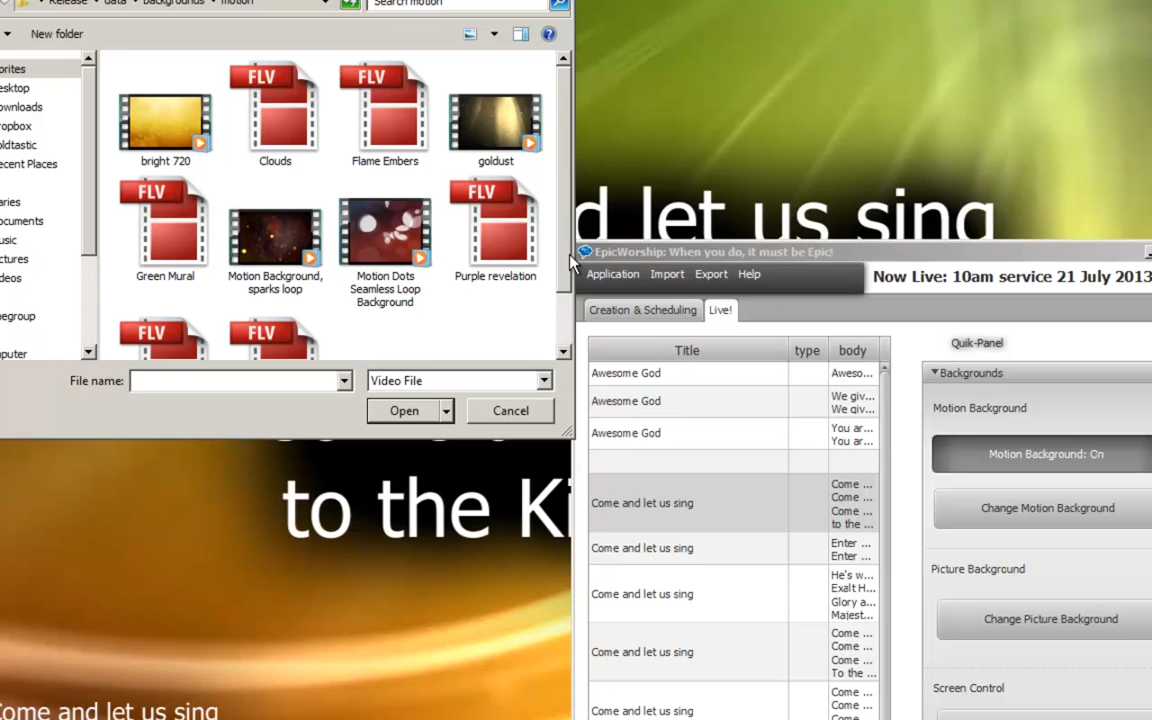 Release
data
backgrounds
motion
Search motion
New folder
orites
esktop
ownloads
ropbox
oldtastic
ecent Places
aries
ocuments
usic
ictures
deos
megroup
mputer
FLV
FLV
bright 720
Clouds
Flame Embers
goldust
FLV
FLV
Green Mural
Motion Background,
sparks loop
Motion Dots
Seamless Loop
Background
Purple revelation
FLV
FLV
File name:
Video File
Open
Cancel
d let us sing
to the Ki
Come and let us sing
EpicWorship: When you do, it must be Epic!
Application Import Export Help
Now Live: 10am service 21 July 2013
Creation & Scheduling
Live!
Title type body
Awesome God Aweso...
Awesome God We giv...
We giv...
Awesome God You ar...
You ar...
Come and let us sing Come ...
Come ...
Come ...
to the ...
Come and let us sing Enter ...
Enter ...
Come and let us sing He's w...
Exalt H...
Glory a...
Majest...
Come and let us sing Come ...
Come ...
Come ...
To the ...
Come and let us sing Come ...
Come ...
Come
Quik-Panel
Backgrounds
Motion Background
Motion Background: On
Change Motion Background
Picture Background
Change Picture Background
Screen Control